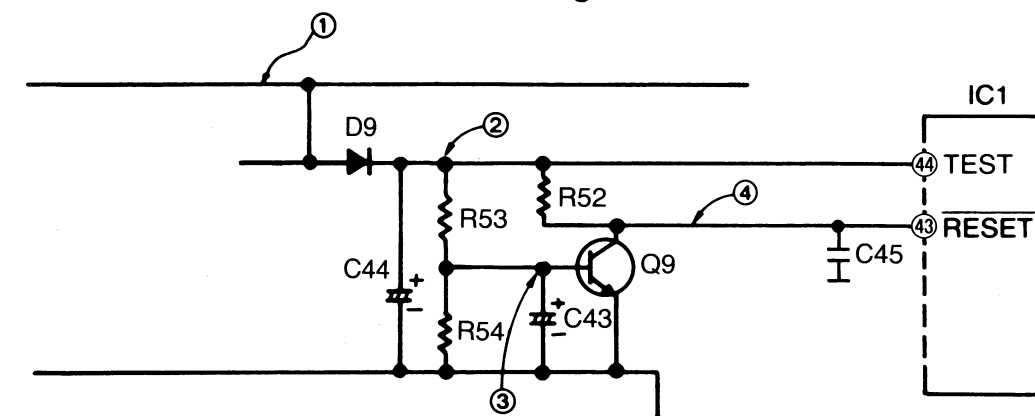 ①
IC1
D9
②
44 TEST
R52
④
R53
43 RESET
C44
+
−
Q9
C45
+
R54
C43
−
③